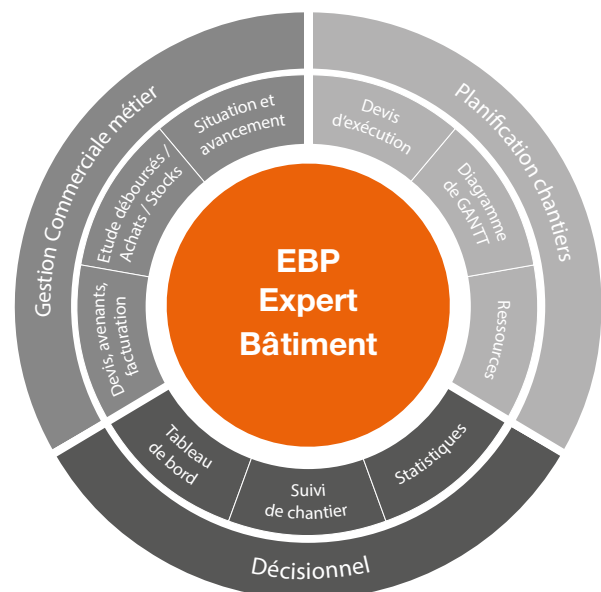 EBP
Expert
Bâtiment
Gestion Commerciale métier
Situation et
avancement
Etude déboursés /
Achats / Stocks
Devis, avenants,
facturation
Planification chantiers
Devis
d'exécution
Diagramme
de GANTT
Ressources
Décisionnel
Tableau
de bord
Suivi
de chantier
Statistiques